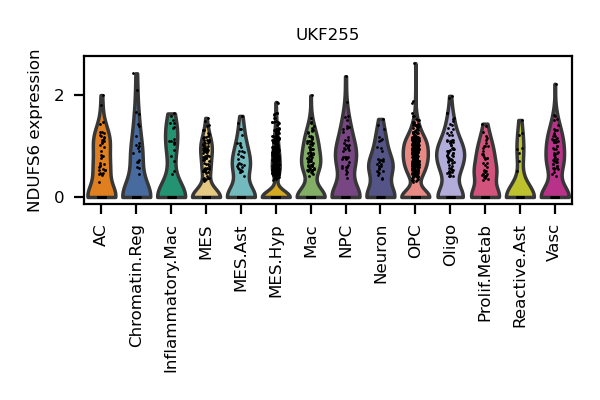 UKF255
NDUFS6 expression
2
0
AC
Chromatin.Reg
Inflammatory.Mac
MES
MES.Ast
MES.Hyp
Mac
NPC
Neuron
OPC
Oligo
Prolif.Metab
Reactive.Ast
Vasc